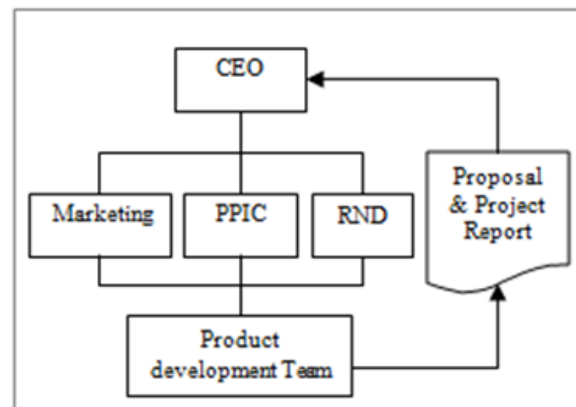 CEO
Marketing
PPIC
RND
Proposal
& Project
Report
Product
development Team